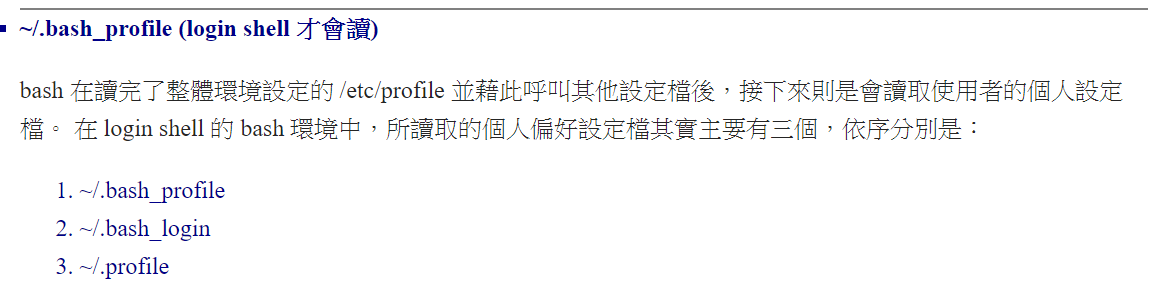 ~/.bash_profile (login shell 才會讀)
bash 在讀完了整體環境設定的 /etc/profile 並藉此呼叫其他設定檔後，接下來則是會讀取使用者的個人設定
檔。 在 login shell 的 bash 環境中，所讀取的個人偏好設定檔其實主要有三個，依序分別是：
1. ~/.bash_profile
2. ~/.bash_login
3. ~/.profile